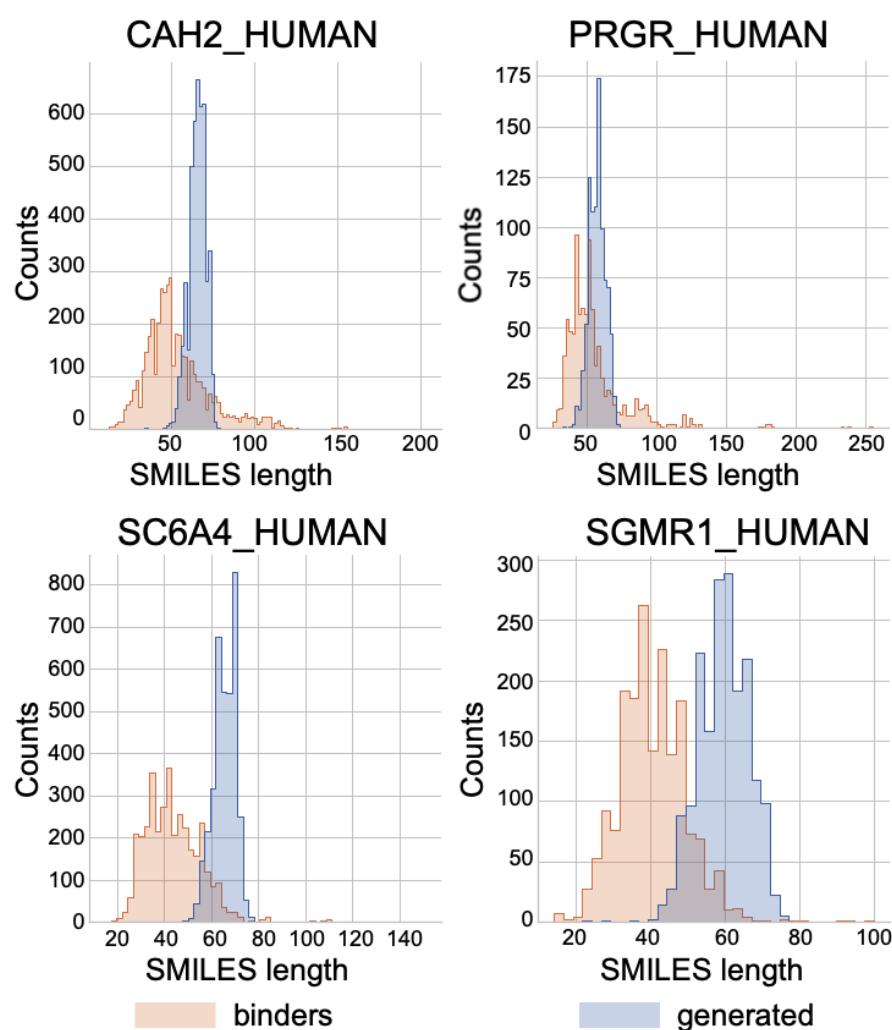 CAH2_HUMAN
Counts
600
500
400
300
200
100
0
50 100 150 200
SMILES length
PRGR_HUMAN
Counts
175
150
125
100
75
50
25
0
50 100 150 200 250
SMILES length
SC6A4_HUMAN
Counts
800
700
600
500
400
300
200
100
0
20 40 60 80 100 120 140
SMILES length
SGMR1_HUMAN
Counts
300
250
200
150
100
50
0
20 40 60 80 100
SMILES length
binders generated